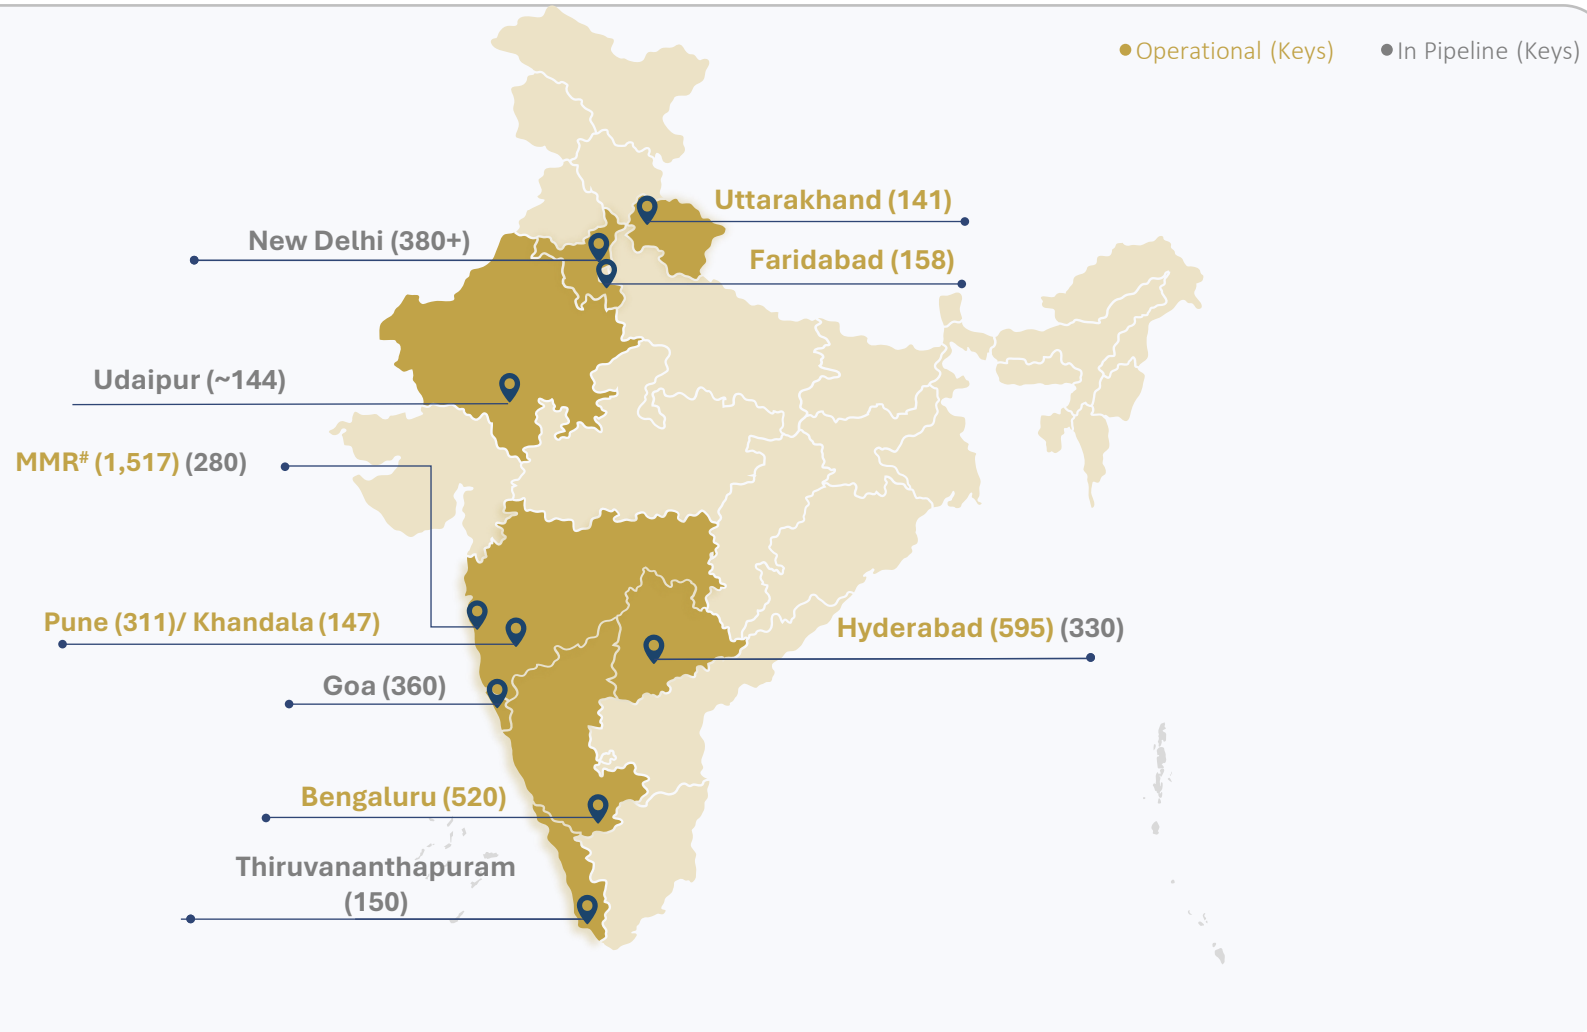 Operational (Keys)
In Pipeline (Keys)
Uttarakhand (141)
New Delhi (380+)
Faridabad (158)
Udaipur (~144)
MMR# (1,517) (280)
Pune (311)/ Khandala (147)
Hyderabad (595) (330)
Goa (360)
Bengaluru (520)
Thiruvananthapuram
(150)